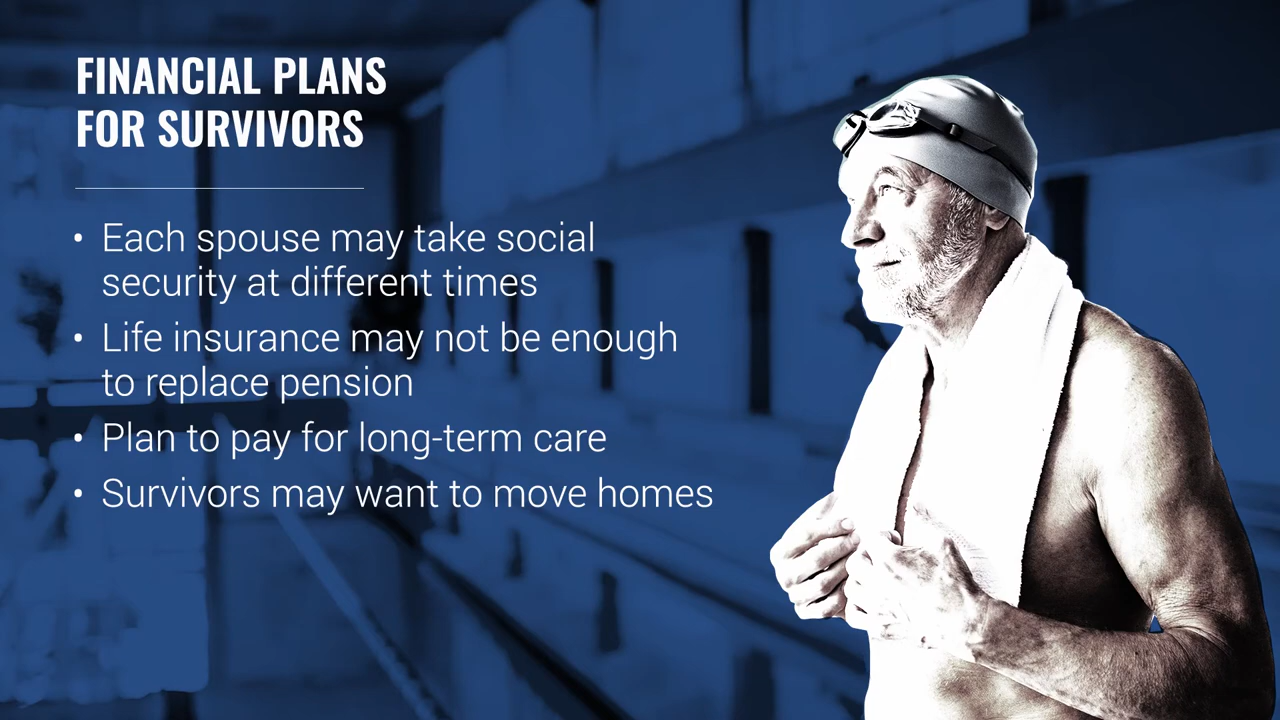 FINANCIAL PLANS
FOR SURVIVORS
• Each spouse may take social
security at different times
• Life insurance may not be enough
to replace pension
• Plan to pay for long-term care
• Survivors may want to move homes